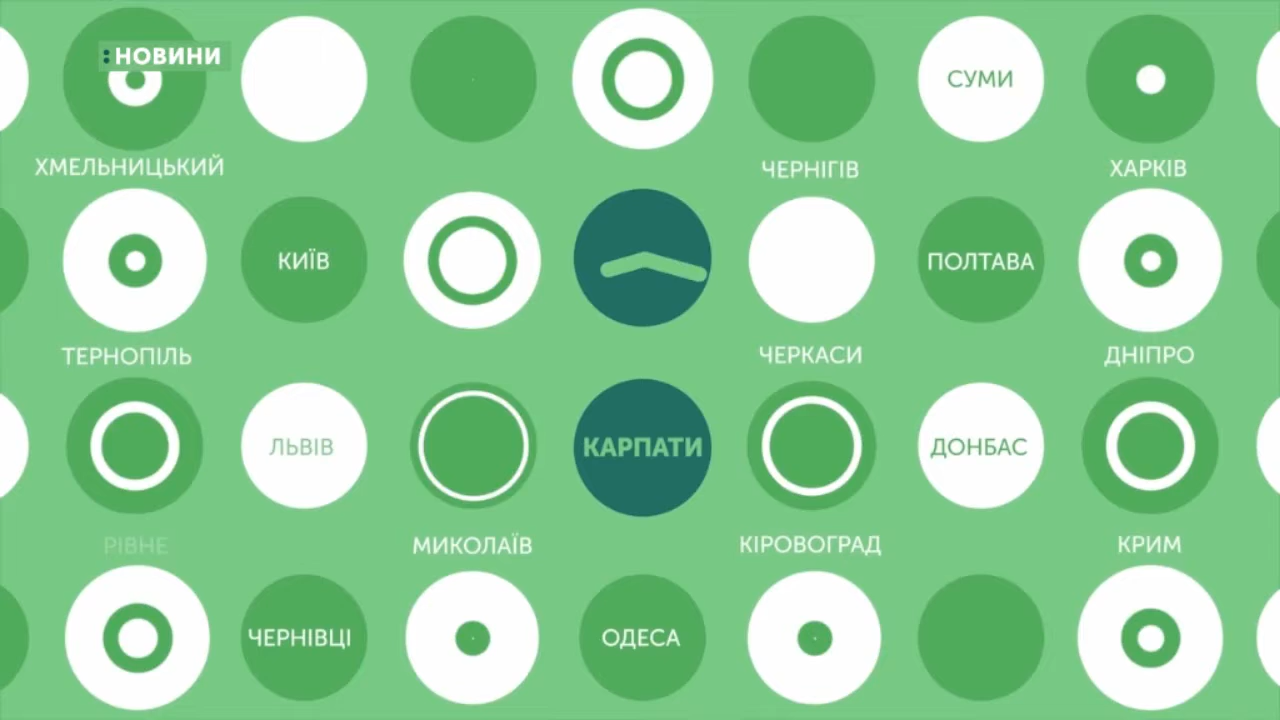 :НОВИНИ
СУМИ
ХМЕЛЬНИЦЬКИЙ
ЧЕРНІГІВ
ХАРКІВ
КИЇВ
ПОЛТАВА
ТЕРНОПІЛЬ
ЧЕРКАСИ
ДНІПРО
ЛЬВІВ
КАРПАТИ
ДОНБАС
РІВНЕ
МИКОЛАЇВ
КІРОВОГРАД
КРИМ
ЧЕРНІВЦІ
ОДЕСА